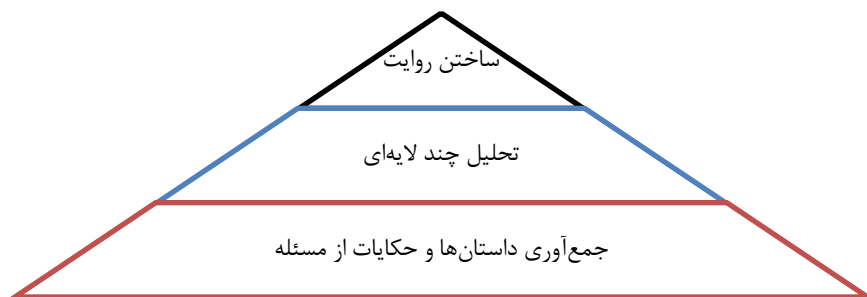 ساختن روایت
تحلیل چند لایه‌ای
جمع‌آوری داستان‌ها و حکایات از مسئله